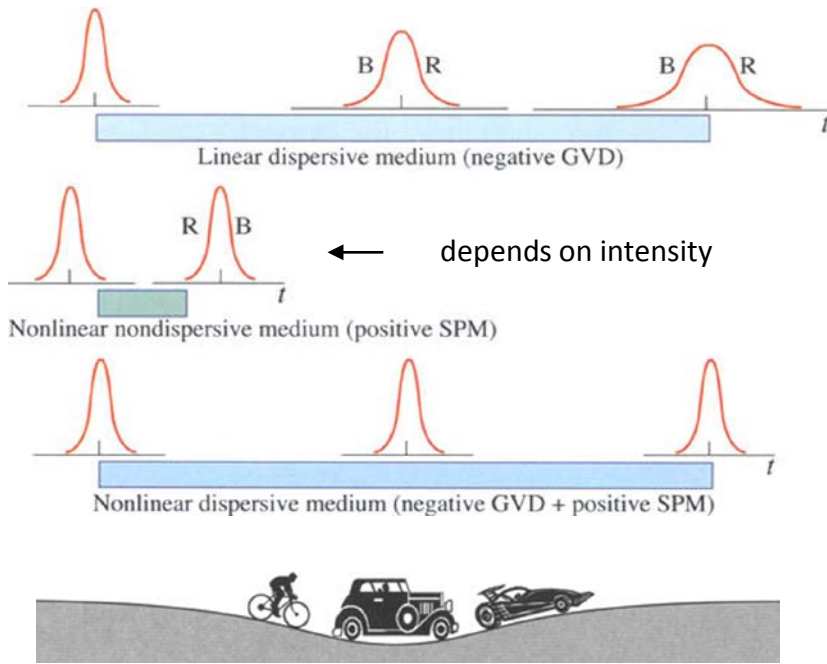 B R
B R
t
Linear dispersive medium (negative GVD)
R B
depends on intensity
t
Nonlinear nondispersive medium (positive SPM)
t
Nonlinear dispersive medium (negative GVD + positive SPM)